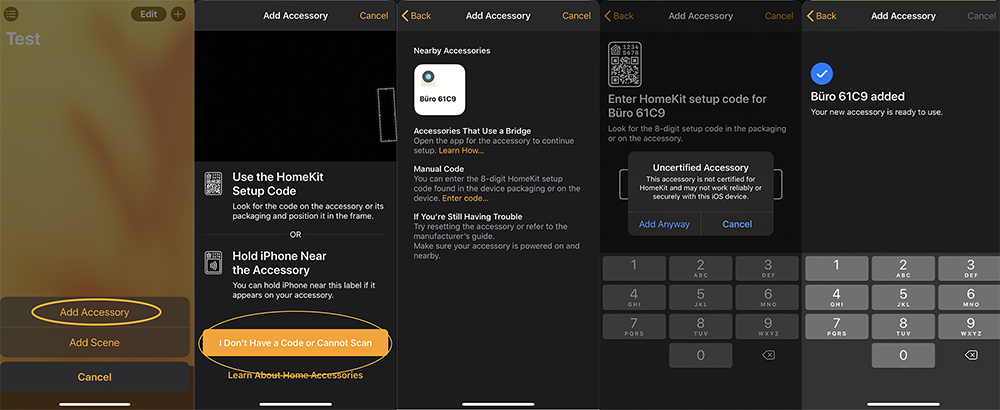 Edit
Test
Add Accessory
Add Scene
Cancel
Add Accessory
Cancel
Use the HomeKit
Setup Code
Look for the code on the accessory or its
packaging and position it in the frame.
OR
Hold iPhone Near
the Accessory
You can hold iPhone near this label if it
appears on your accessory.
I Don't Have a Code or Cannot Scan
Learn About Home Accessories
Back
Add Accessory
Cancel
Nearby Accessories
Büro 61C9
Accessories That Use a Bridge
Open the app for the accessory to continue
setup. Learn How...
Manual Code
You can enter the 8-digit HomeKit setup
code found in the device packaging or on the
device. Enter code...
If You're Still Having Trouble
Try resetting the accessory or refer to the
manufacturer's guide.
Make sure your accessory is powered on and
nearby.
Back
Add Accessory
Cancel
1234
5678
Enter HomeKit setup code for
Büro 61C9
Look for the 8-digit setup code in the packaging
or on the accessory.
Uncertified Accessory
This accessory is not certified for
HomeKit and may not work reliably or
securely with this iOS device.
Add Anyway
Cancel
1
2
ABC
3
DEF
4
GHI
5
JKL
6
MNO
7
PQRS
8
TUV
9
WXYZ
0
Back
Add Accessory
Cancel
Büro 61C9 added
Your new accessory is ready to use.
1
2
ABC
3
DEF
4
GHI
5
JKL
6
MNO
7
PQRS
8
TUV
9
WXYZ
0